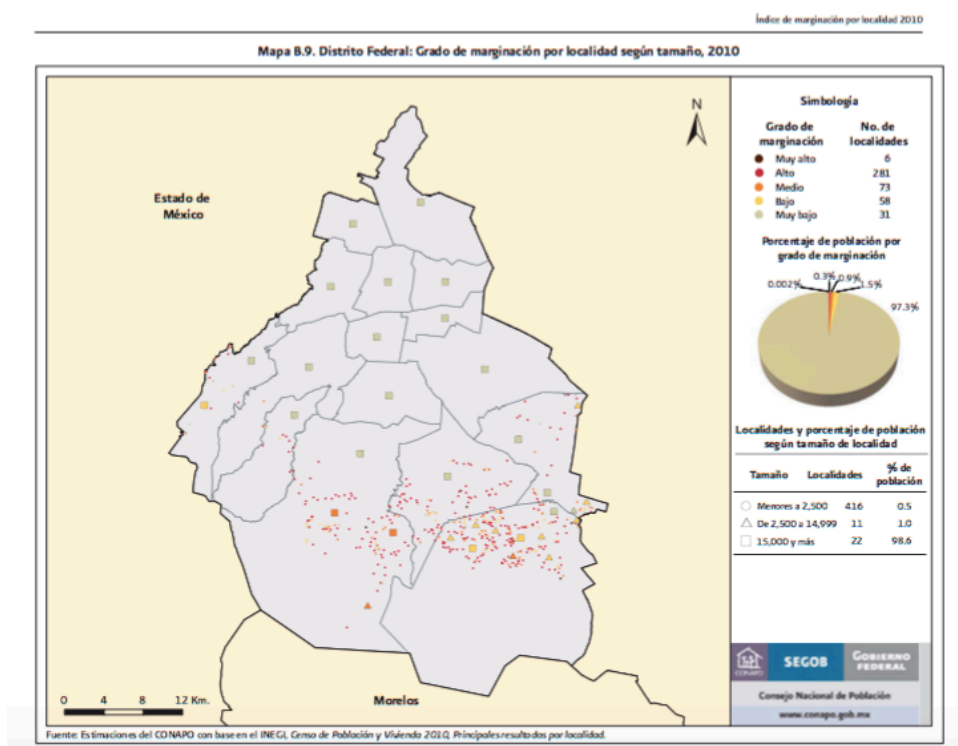 Índice de marginación por localidad 2010
Mapa B.9. Distrito Federal: Grado de marginación por localidad según tamaño, 2010
N
Estado de
México
Morelos
0 4 8 12 Km.
Simbología
Grado de marginación No. de localidades
Muy alto 6
Alto 281
Medio 73
Bajo 58
Muy bajo 31
Porcentaje de población por
grado de marginación
0.002% 0.3% 0.9% 1.5%
97.3%
Localidades y porcentaje de población
según tamaño de localidad
Tamaño Localidades % de población
Menores a 2,500 416 0.5
De 2,500 a 14,999 11 1.0
15,000 y más 22 98.6
CONAPO SEGOB GOBIERNO FEDERAL
Consejo Nacional de Población
www.conapo.gob.mx
Fuente: Estimaciones del CONAPO con base en el INEGI, Censo de Población y Vivienda 2010, Principales resultados por localidad.